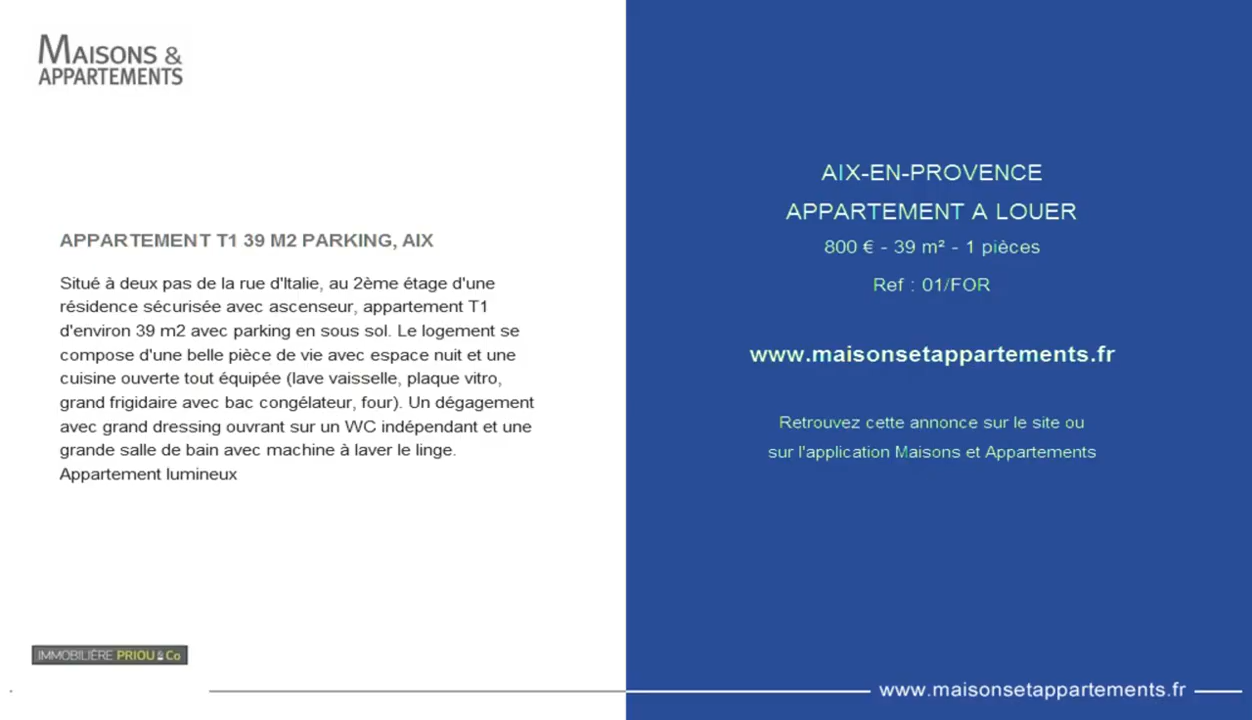 MAISONS &
APPARTEMENTS
APPARTEMENT T1 39 M2 PARKING, AIX
Situé à deux pas de la rue d'Italie, au 2ème étage d'une
résidence sécurisée avec ascenseur, appartement T1
d'environ 39 m2 avec parking en sous sol. Le logement se
compose d'une belle pièce de vie avec espace nuit et une
cuisine ouverte tout équipée (lave vaisselle, plaque vitro,
grand frigidaire avec bac congélateur, four). Un dégagement
avec grand dressing ouvrant sur un WC indépendant et une
grande salle de bain avec machine à laver le linge.
Appartement lumineux
IMMOBILIÈRE PRIOU & Co
AIX-EN-PROVENCE
APPARTEMENT A LOUER
800 € - 39 m² - 1 pièces
Ref : 01/FOR
www.maisonsetappartements.fr
Retrouvez cette annonce sur le site ou
sur l'application Maisons et Appartements
www.maisonsetappartements.fr